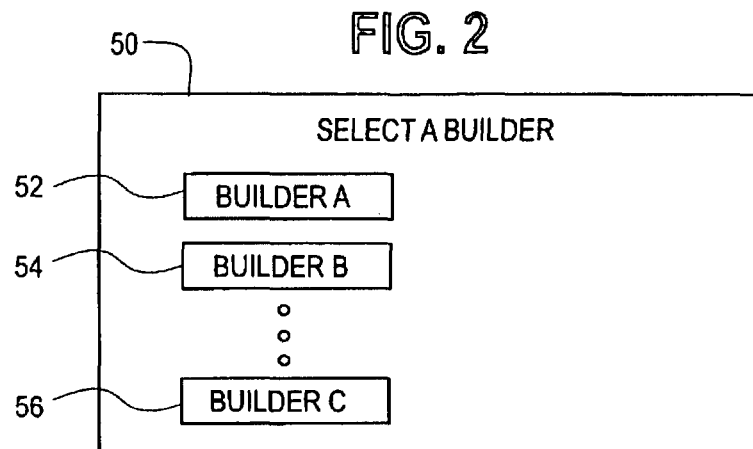 FIG. 2
50
SELECT A BUILDER
52
BUILDER A
54
BUILDER B
56
BUILDER C